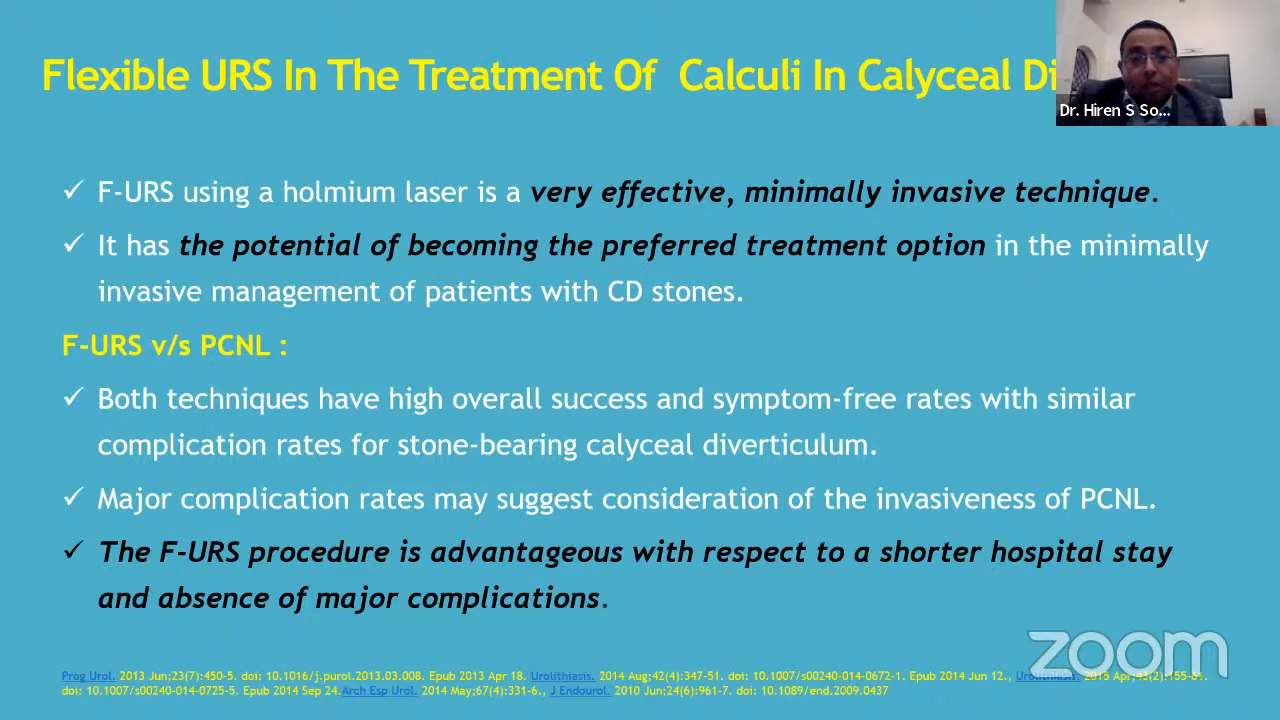 Flexible URS In The Treatment Of Calculi In Calyceal Di
Dr. Hiren S So...
✓ F-URS using a holmium laser is a very effective, minimally invasive technique.
✓ It has the potential of becoming the preferred treatment option in the minimally
invasive management of patients with CD stones.
F-URS v/s PCNL :
✓ Both techniques have high overall success and symptom-free rates with similar
complication rates for stone-bearing calyceal diverticulum.
✓ Major complication rates may suggest consideration of the invasiveness of PCNL.
✓ The F-URS procedure is advantageous with respect to a shorter hospital stay
and absence of major complications.
zoom
Prog Urol. 2013 Jun;23(7):450-5. doi: 10.1016/j.purol.2013.03.008. Epub 2013 Apr 18. Urolithiasis. 2014 Aug;42(4):347-51. doi: 10.1007/s00240-014-0672-1. Epub 2014 Jun 12., Urolithiasis. Apr;43(2):155-61.
doi: 10.1007/s00240-014-0725-5. Epub 2014 Sep 24.Arch Esp Urol. 2014 May;67(4):331-6., J Endourol. 2010 Jun;24(6):961-7. doi: 10.1089/end.2009.0437